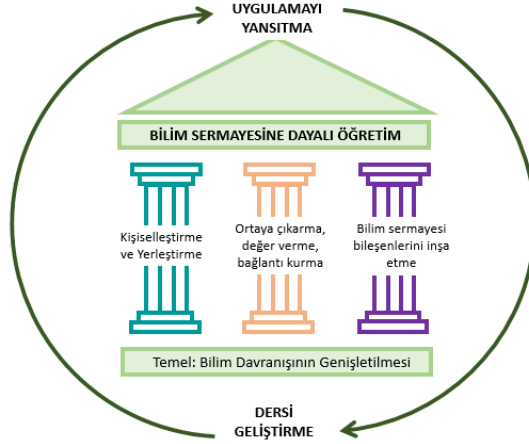 UYGULAMAYI
YANSITMA
BİLİM SERMAYESİNE DAYALI ÖĞRETİM
Kişiselleştirme
ve Yerleştirme
Ortaya çıkarma,
değer verme,
bağlantı kurma
Bilim sermayesi
bileşenlerini inşa
etme
Temel: Bilim Davranışının Genişletilmesi
DERSİ
GELİŞTİRME